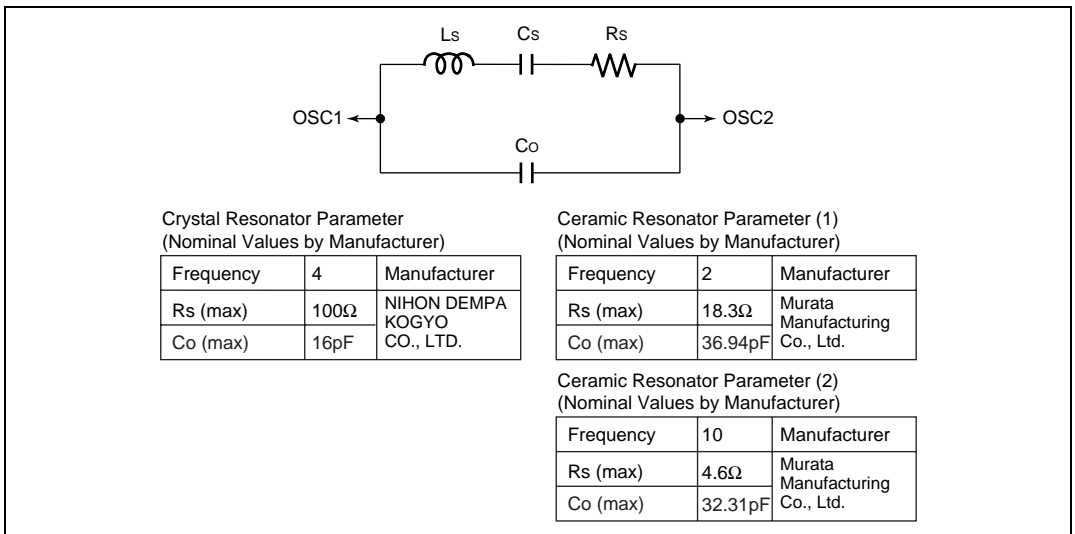 Ls Cs Rs
OSC1 OSC2
Co
Crystal Resonator Parameter
(Nominal Values by Manufacturer)
Frequency 4 Manufacturer
Rs (max) 100Ω NIHON DEMPA
KOGYO
Co (max) 16pF CO., LTD.
Ceramic Resonator Parameter (1)
(Nominal Values by Manufacturer)
Frequency 2 Manufacturer
Rs (max) 18.3Ω Murata
Manufacturing
Co (max) 36.94pF Co., Ltd.
Ceramic Resonator Parameter (2)
(Nominal Values by Manufacturer)
Frequency 10 Manufacturer
Rs (max) 4.6Ω Murata
Manufacturing
Co (max) 32.31pF Co., Ltd.